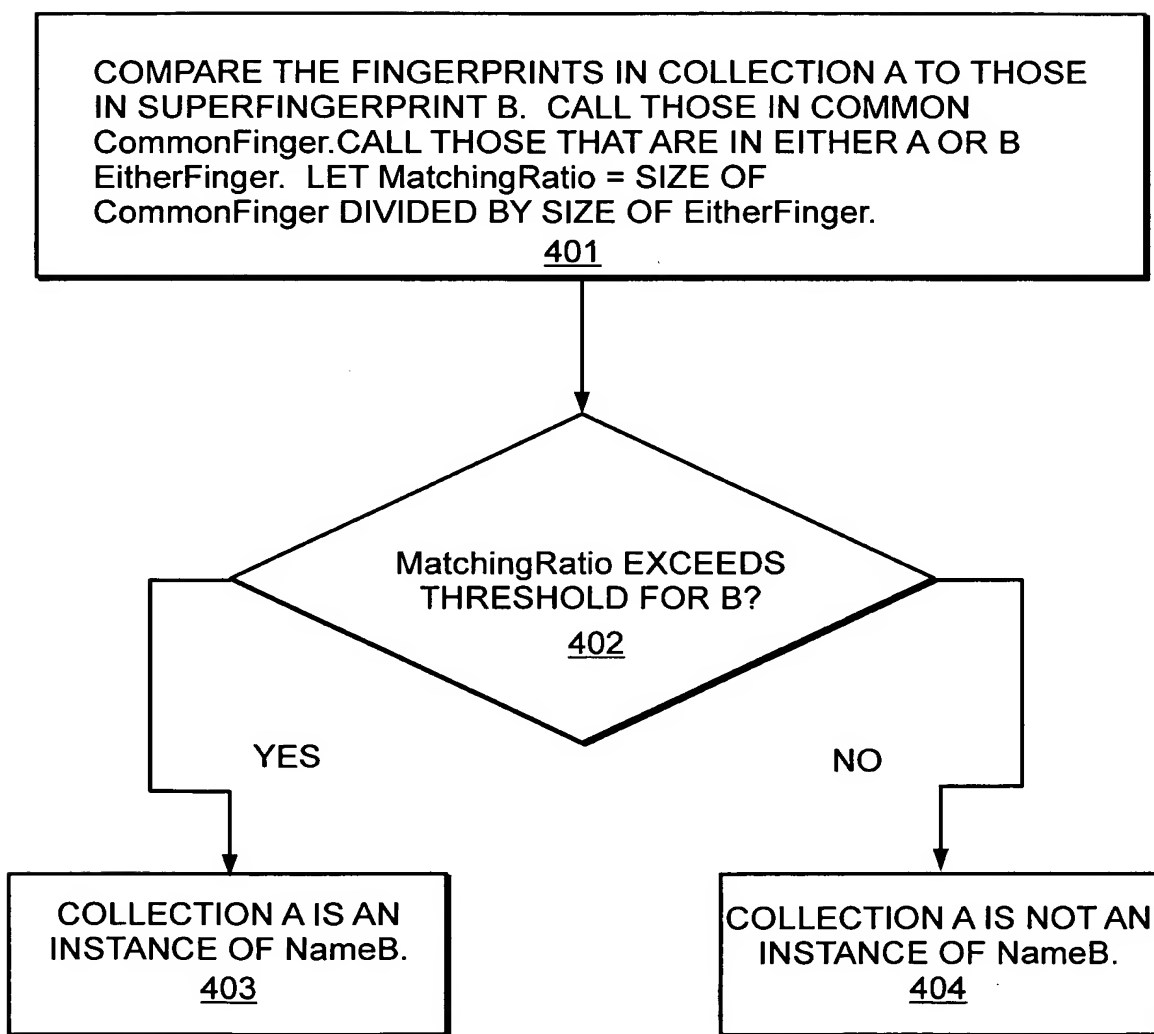 COMPARE THE FINGERPRINTS IN COLLECTION A TO THOSE
IN SUPERFINGERPRINT B. CALL THOSE IN COMMON
CommonFinger.CALL THOSE THAT ARE IN EITHER A OR B
EitherFinger. LET MatchingRatio = SIZE OF
CommonFinger DIVIDED BY SIZE OF EitherFinger.
401
MatchingRatio EXCEEDS
THRESHOLD FOR B?
402
YES
NO
COLLECTION A IS AN
INSTANCE OF NameB.
403
COLLECTION A IS NOT AN
INSTANCE OF NameB.
404